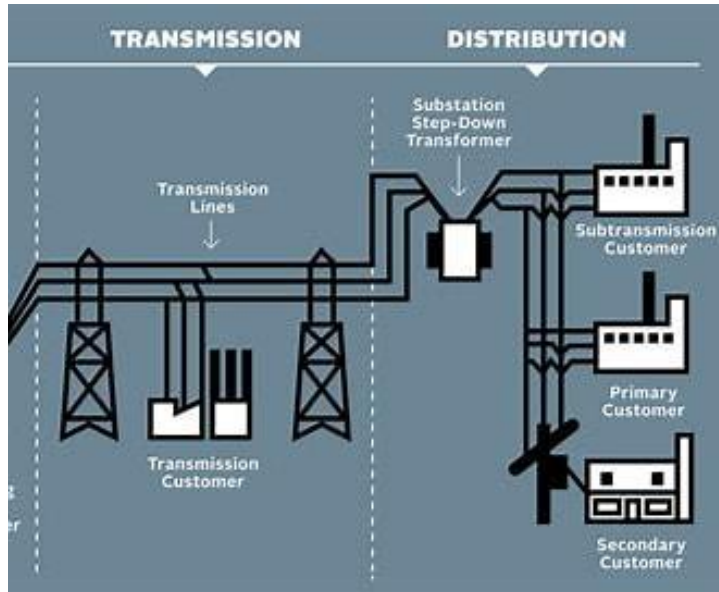 TRANSMISSION
DISTRIBUTION
Substation
Step-Down
Transformer
Transmission
Lines
Subtransmission
Customer
Primary
Customer
Transmission
Customer
Secondary
Customer